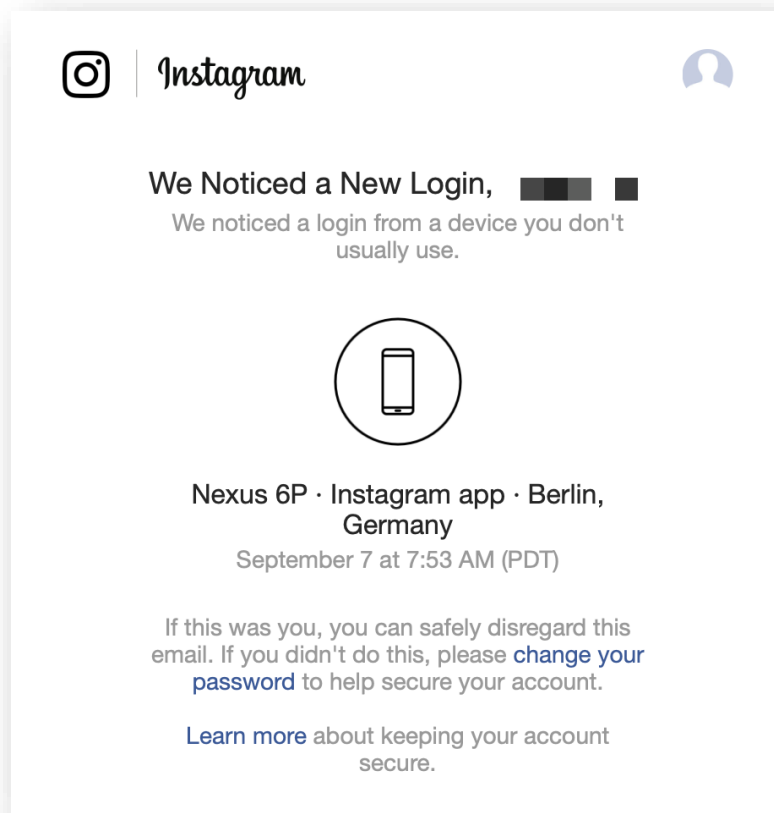 Instagram
We Noticed a New Login,
We noticed a login from a device you don't
usually use.
Nexus 6P · Instagram app · Berlin,
Germany
September 7 at 7:53 AM (PDT)
If this was you, you can safely disregard this
email. If you didn't do this, please change your
password to help secure your account.
Learn more about keeping your account
secure.